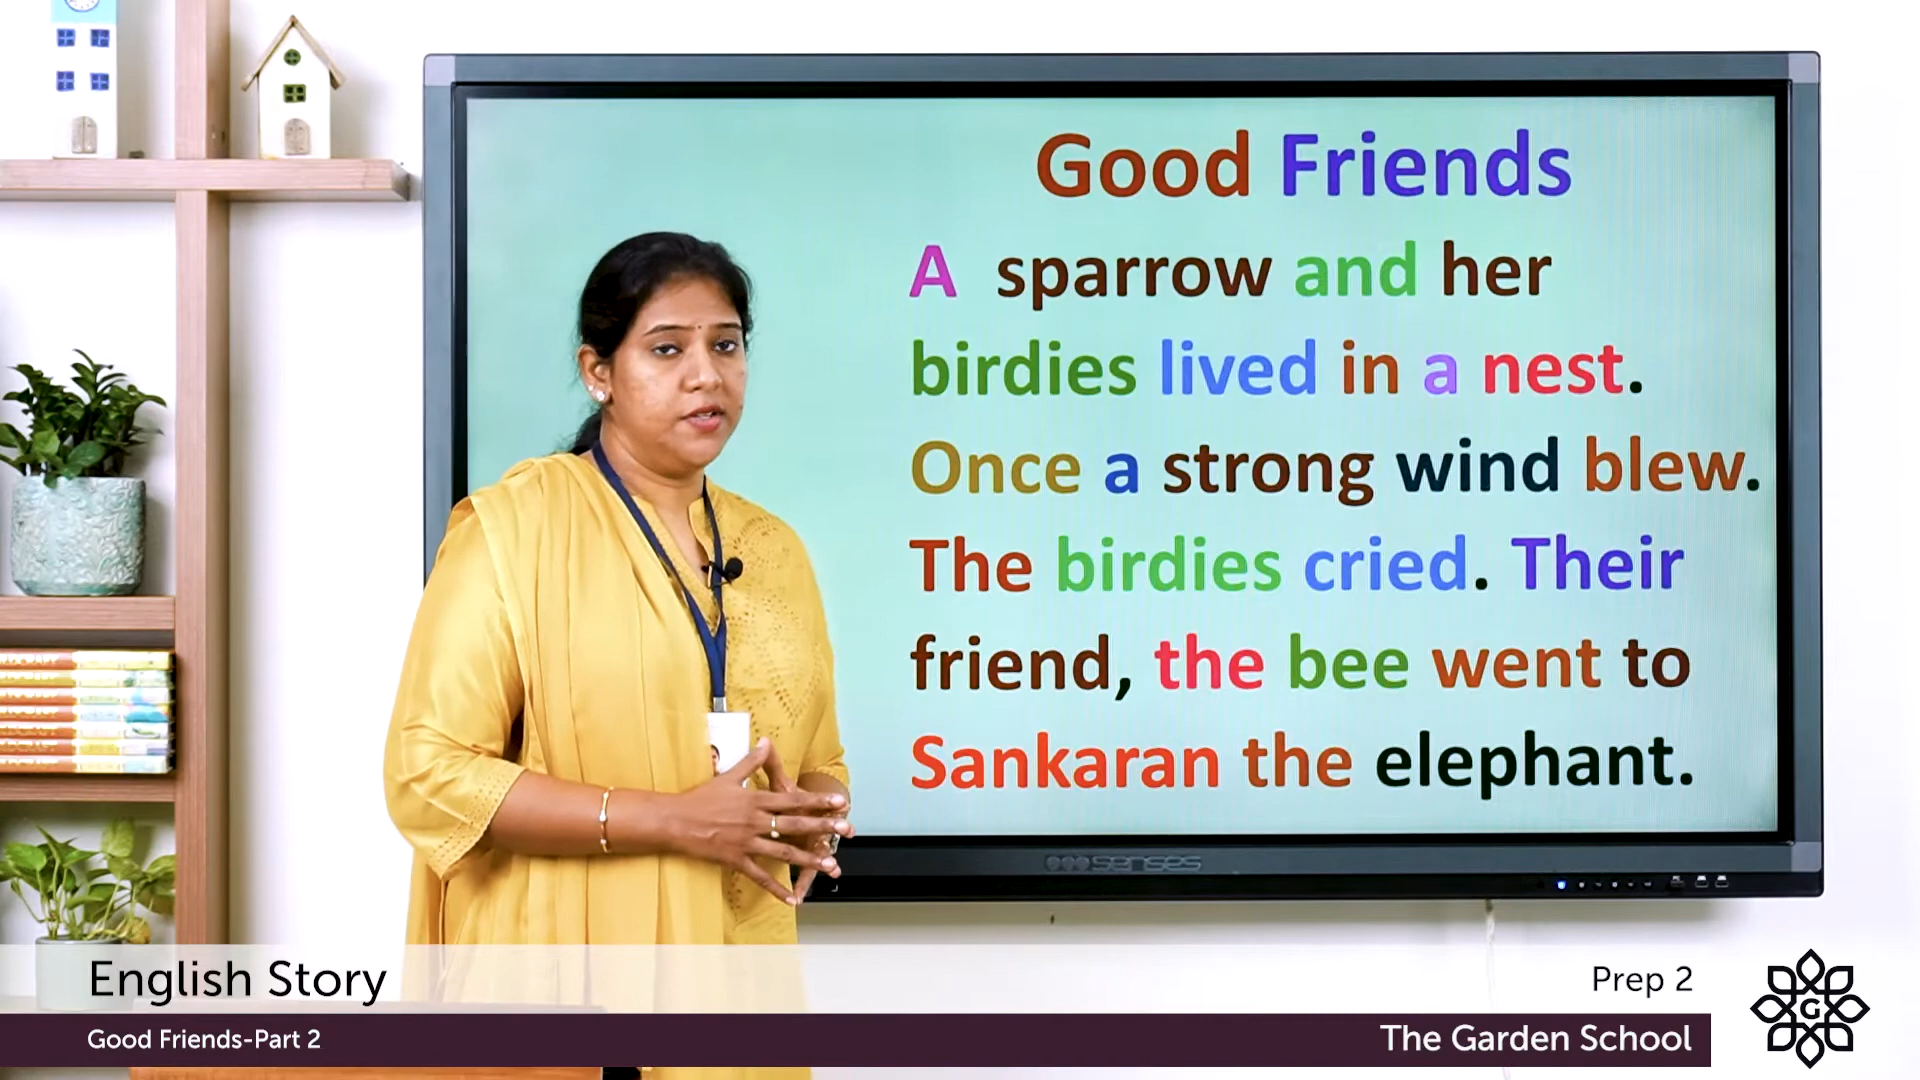 Good Friends
A sparrow and her
birdies lived in a nest.
Once a strong wind blew.
The birdies cried. Their
friend, the bee went to
Sankaran the elephant.
senses
English Story
Prep 2
Good Friends-Part 2
The Garden School
G